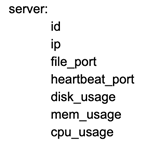 server:
id
ip
file_port
heartbeat_port
disk_usage
mem_usage
cpu_usage